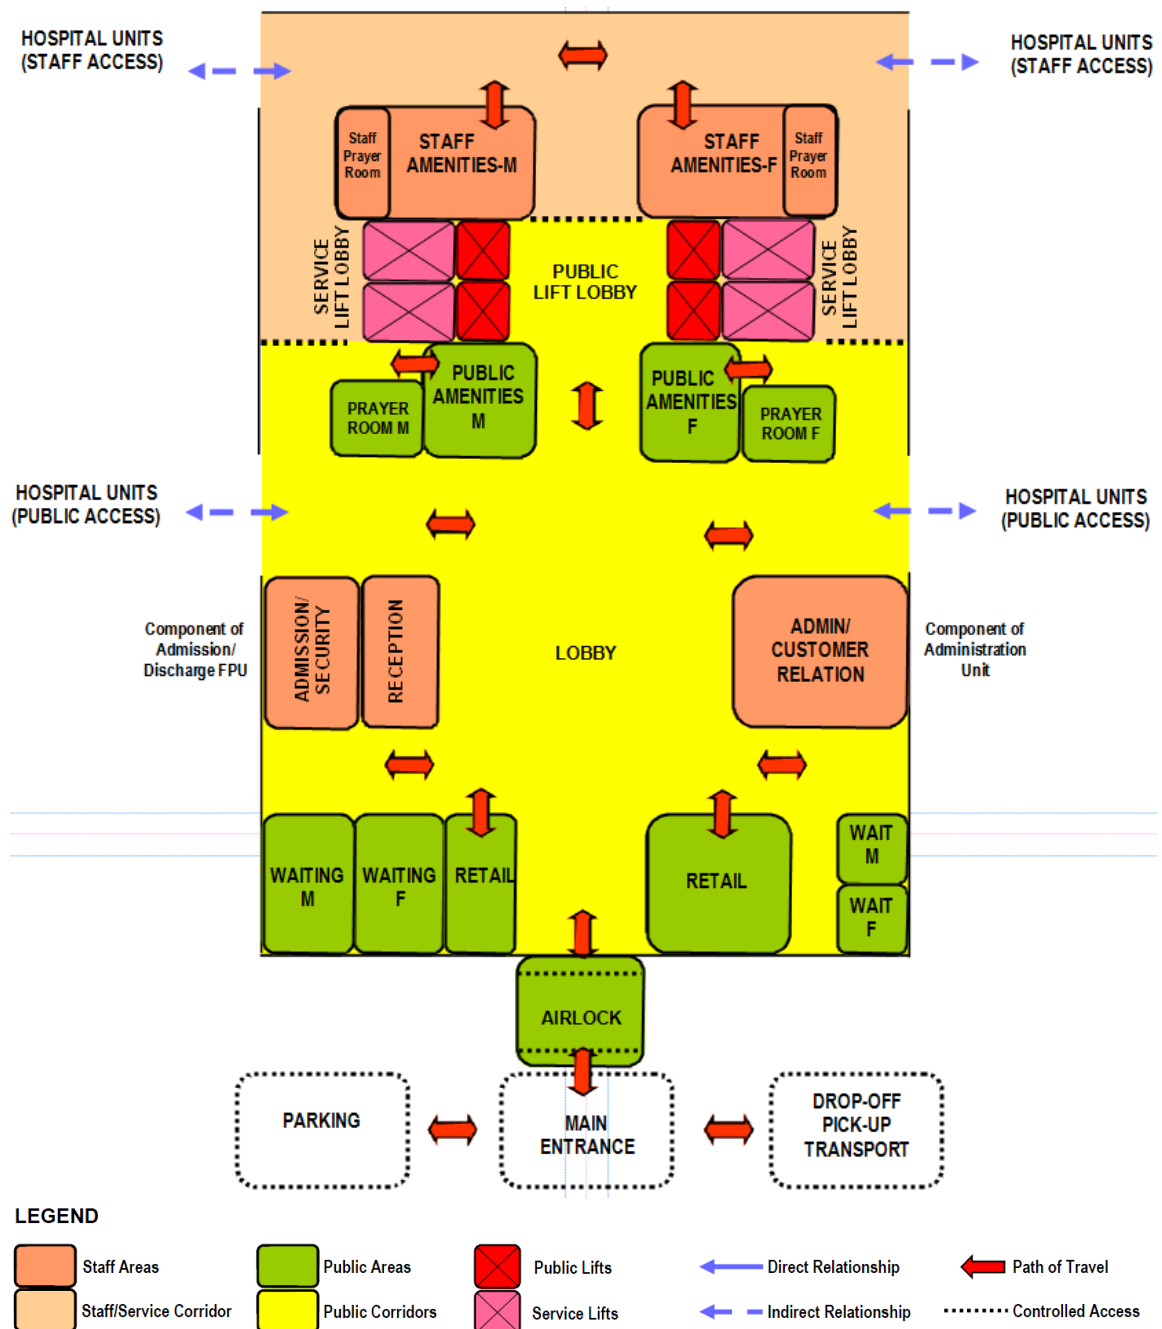 HOSPITAL UNITS
(STAFF ACCESS)
HOSPITAL UNITS
(STAFF ACCESS)
Staff
Prayer
Room
STAFF
AMENITIES-M
STAFF
AMENITIES-F
Staff
Prayer
Room
SERVICE
LIFT LOBBY
PUBLIC
LIFT LOBBY
SERVICE
LIFT LOBBY
PRAYER
ROOM M
PUBLIC
AMENITIES
M
PUBLIC
AMENITIES
F
PRAYER
ROOM F
HOSPITAL UNITS
(PUBLIC ACCESS)
HOSPITAL UNITS
(PUBLIC ACCESS)
Component of
Admission/
Discharge FPU
ADMISSION/
SECURITY
RECEPTION
LOBBY
ADMIN/
CUSTOMER
RELATION
Component of
Administration
Unit
WAITING
M
WAITING
F
RETAIL
RETAIL
WAIT
M
WAIT
F
AIRLOCK
PARKING
MAIN
ENTRANCE
DROP-OFF
PICK-UP
TRANSPORT
LEGEND
Staff Areas
Public Areas
Public Lifts
Direct Relationship
Path of Travel
Staff/Service Corridor
Public Corridors
Service Lifts
Indirect Relationship
Controlled Access